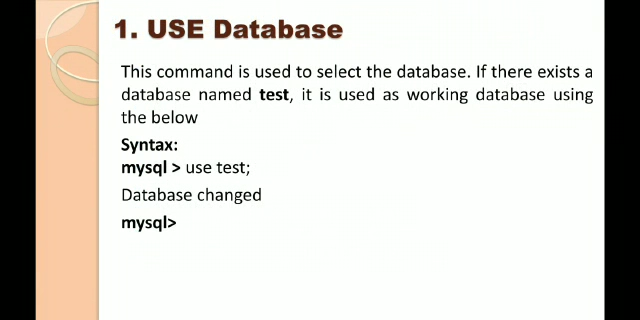 1. USE Database
This command is used to select the database. If there exists a
database named test, it is used as working database using
the below
Syntax:
mysql > use test;
Database changed
mysql>